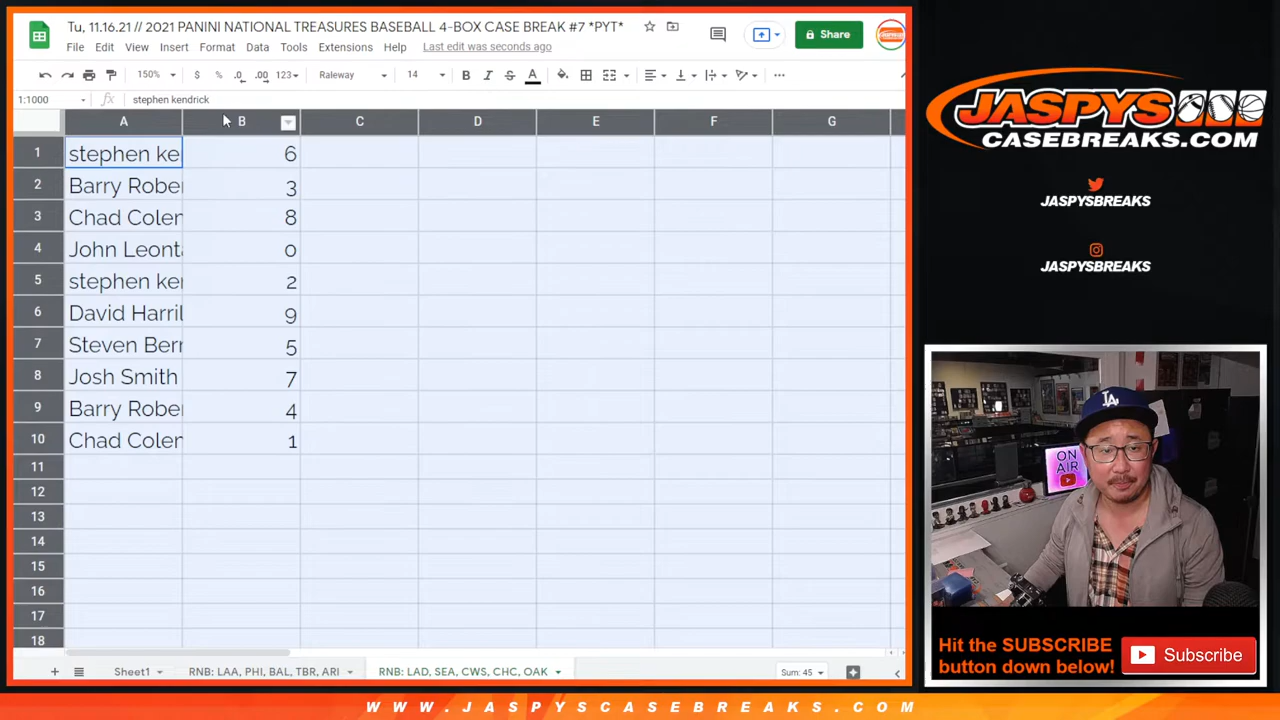 Tu, 11.16.21 // 2021 PANINI NATIONAL TREASURES BASEBALL 4-BOX CASE BREAK #7 *PYT*
File Edit View Insert Format Data Tools Extensions Help Last edit was seconds ago
Share
150% $ % .0 .00 123 Raleway 14 B I S A
1:1000 fx stephen kendrick
A B C D E F G
1 stephen ke 6
2 Barry Rober 3
3 Chad Colem 8
4 John Leonta 0
5 stephen ke 2
6 David Harril 9
7 Steven Berr 5
8 Josh Smith 7
9 Barry Rober 4
10 Chad Colem 1
11
12
13
14
15
16
17
18
Sheet1 RNB: LAA, PHI, BAL, TBR, ARI RNB: LAD, SEA, CWS, CHC, OAK Sum: 45
JASPYS
CASEBREAKS.COM
JASPYSBREAKS
JASPYSBREAKS
LA
ON
AIR
Hit the SUBSCRIBE
button down below!
Subscribe
WWW.JASPYSCASEBREAKS.COM